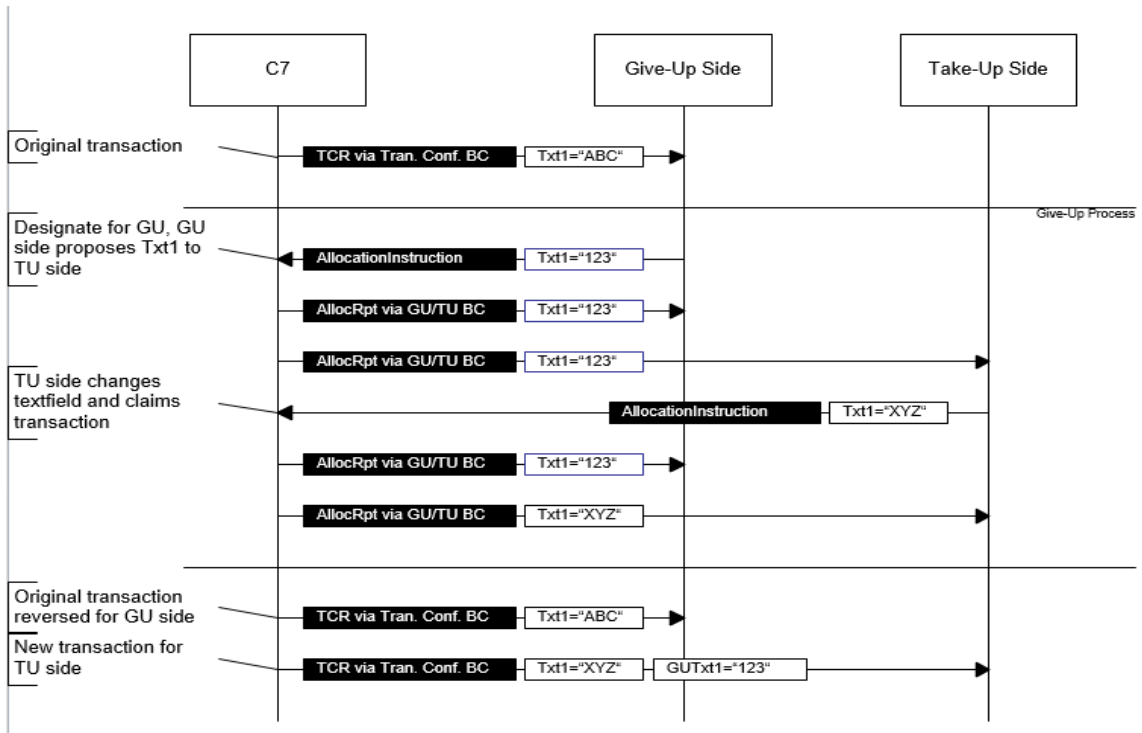 C7
Give-Up Side
Take-Up Side
Original transaction
TCR via Tran. Conf. BC
Txt1="ABC“
Give-Up Process
Designate for GU, GU
side proposes Txt1 to
TU side
AllocationInstruction
Txt1=“123“
AllocRpt via GU/TU BC
Txt1=“123“
AllocRpt via GU/TU BC
Txt1=“123“
TU side changes
textfield and claims
transaction
AllocationInstruction
Txt1=“XYZ“
AllocRpt via GU/TU BC
Txt1=“123“
AllocRpt via GU/TU BC
Txt1=“XYZ“
Original transaction
reversed for GU side
TCR via Tran. Conf. BC
Txt1=“ABC“
New transaction for
TU side
TCR via Tran. Conf. BC
Txt1=“XYZ“
GUTxt1=“123“